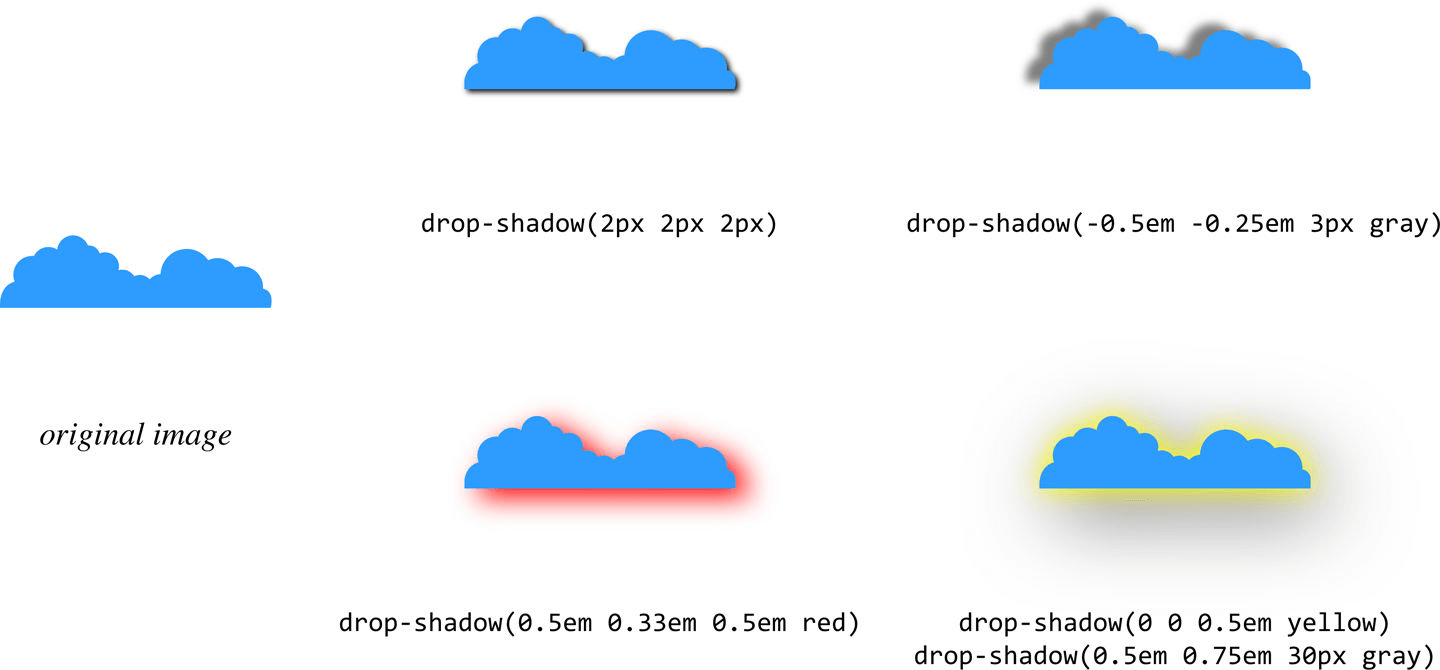 drop-shadow(2px 2px 2px)
drop-shadow(-0.5em -0.25em 3px gray)
original image
drop-shadow(0.5em 0.33em 0.5em red)
drop-shadow(0 0 0.5em yellow)
drop-shadow(0.5em 0.75em 30px gray)